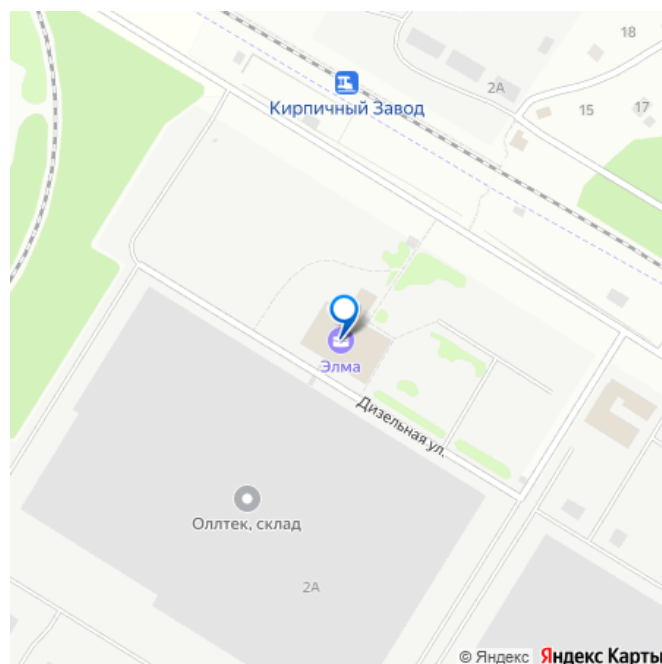 18
2А
Кирпичный Завод
15
17
Элма
Дизельная ул.
Оллтек, склад
2А
© Яндекс Яндекс Карты